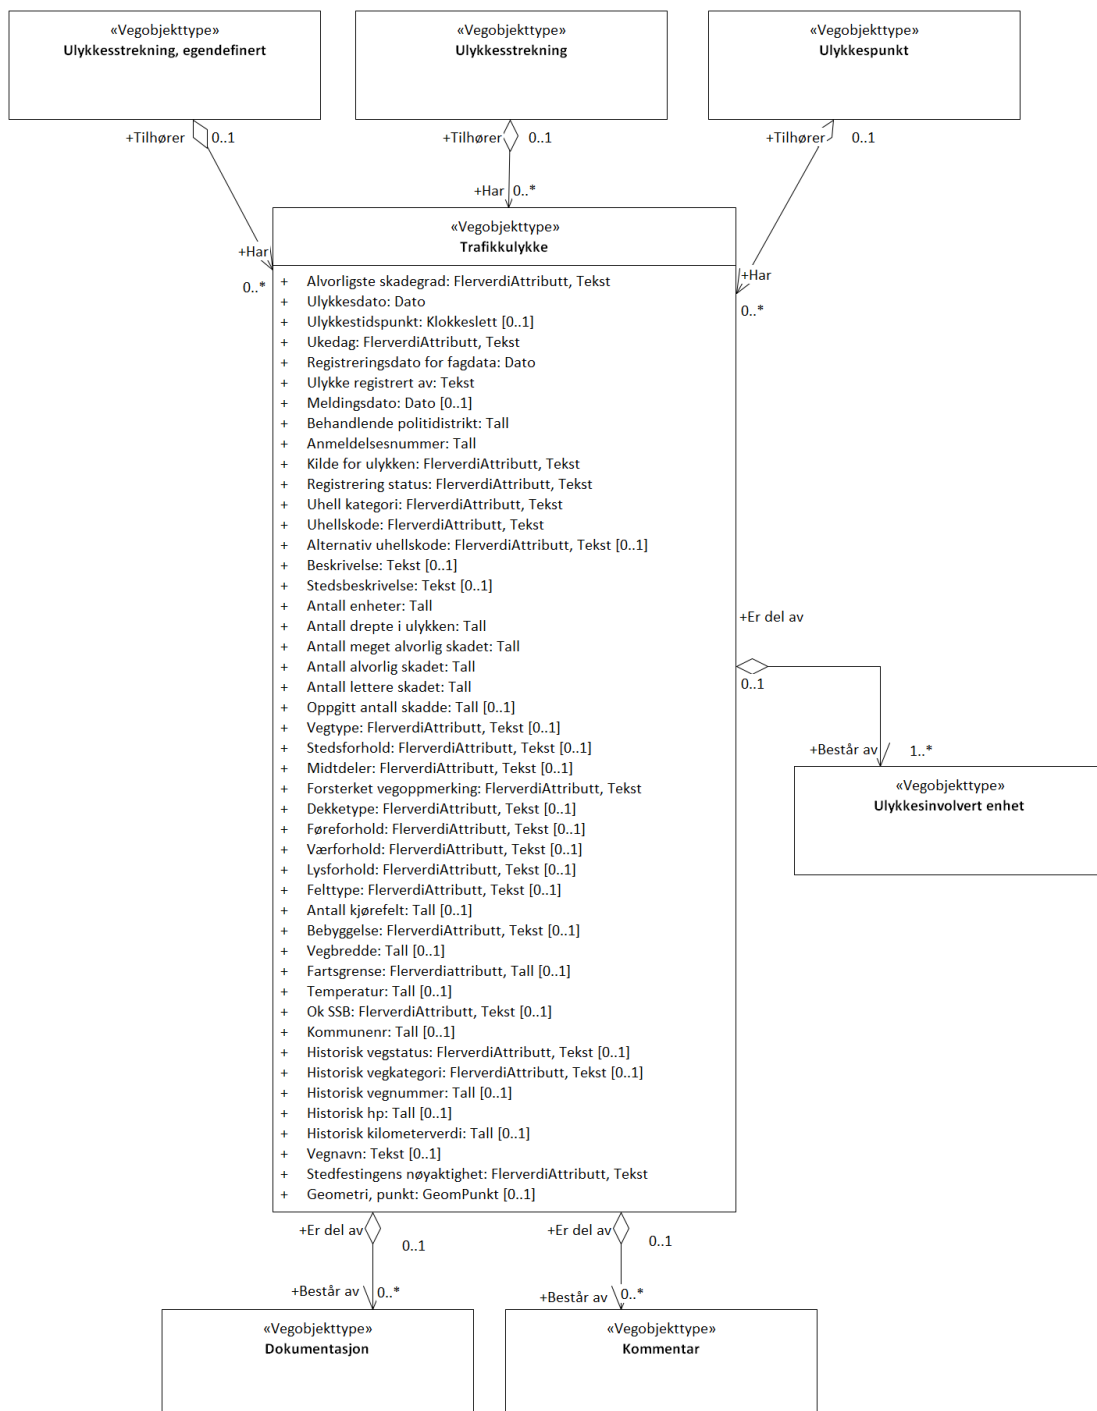 «Vegobjekttype»
Ulykkesstrekning, egendefinert
«Vegobjekttype»
Ulykkesstrekning
«Vegobjekttype»
Ulykkespunkt
+Tilhører 0..1
+Tilhører 0..1
+Tilhører 0..1
+Har 0..*
+Har
0..*
+Har
0..*
«Vegobjekttype»
Trafikkulykke
+ Alvorligste skadegrad: FlerverdiAttributt, Tekst
+ Ulykkesdato: Dato
+ Ulykkestidspunkt: Klokkeslett [0..1]
+ Ukedag: FlerverdiAttributt, Tekst
+ Registreringsdato for fagdata: Dato
+ Ulykke registrert av: Tekst
+ Meldingsdato: Dato [0..1]
+ Behandlende politidistrikt: Tall
+ Anmeldelsesnummer: Tall
+ Kilde for ulykken: FlerverdiAttributt, Tekst
+ Registrering status: FlerverdiAttributt, Tekst
+ Uhell kategori: FlerverdiAttributt, Tekst
+ Uhellskode: FlerverdiAttributt, Tekst
+ Alternativ uhellskode: FlerverdiAttributt, Tekst [0..1]
+ Beskrivelse: Tekst [0..1]
+ Stedsbeskrivelse: Tekst [0..1]
+ Antall enheter: Tall
+ Antall drepte i ulykken: Tall
+ Antall meget alvorlig skadet: Tall
+ Antall alvorlig skadet: Tall
+ Antall lettere skadet: Tall
+ Oppgitt antall skadde: Tall [0..1]
+ Vegtype: FlerverdiAttributt, Tekst [0..1]
+ Stedsforhold: FlerverdiAttributt, Tekst [0..1]
+ Midtdeler: FlerverdiAttributt, Tekst [0..1]
+ Forsterket vegoppmerking: FlerverdiAttributt, Tekst
+ Dekketype: FlerverdiAttributt, Tekst [0..1]
+ Føreforhold: FlerverdiAttributt, Tekst [0..1]
+ Værforhold: FlerverdiAttributt, Tekst [0..1]
+ Lysforhold: FlerverdiAttributt, Tekst [0..1]
+ Felttype: FlerverdiAttributt, Tekst [0..1]
+ Antall kjørefelt: Tall [0..1]
+ Bebyggelse: FlerverdiAttributt, Tekst [0..1]
+ Vegbredde: Tall [0..1]
+ Fartsgrense: Flerverdiattributt, Tall [0..1]
+ Temperatur: Tall [0..1]
+ Ok SSB: FlerverdiAttributt, Tekst [0..1]
+ Kommunenr: Tall [0..1]
+ Historisk vegstatus: FlerverdiAttributt, Tekst [0..1]
+ Historisk vegkategori: FlerverdiAttributt, Tekst [0..1]
+ Historisk vegnummer: Tall [0..1]
+ Historisk hp: Tall [0..1]
+ Historisk kilometerverdi: Tall [0..1]
+ Vegnavn: Tekst [0..1]
+ Stedfestingens nøyaktighet: FlerverdiAttributt, Tekst
+ Geometri, punkt: GeomPunkt [0..1]
+Er del av
0..1
+Består av 1..*
«Vegobjekttype»
Ulykkesinvolvert enhet
+Er del av
0..1
+Er del av
0..1
+Består av 0..*
+Består av 0..*
«Vegobjekttype»
Dokumentasjon
«Vegobjekttype»
Kommentar